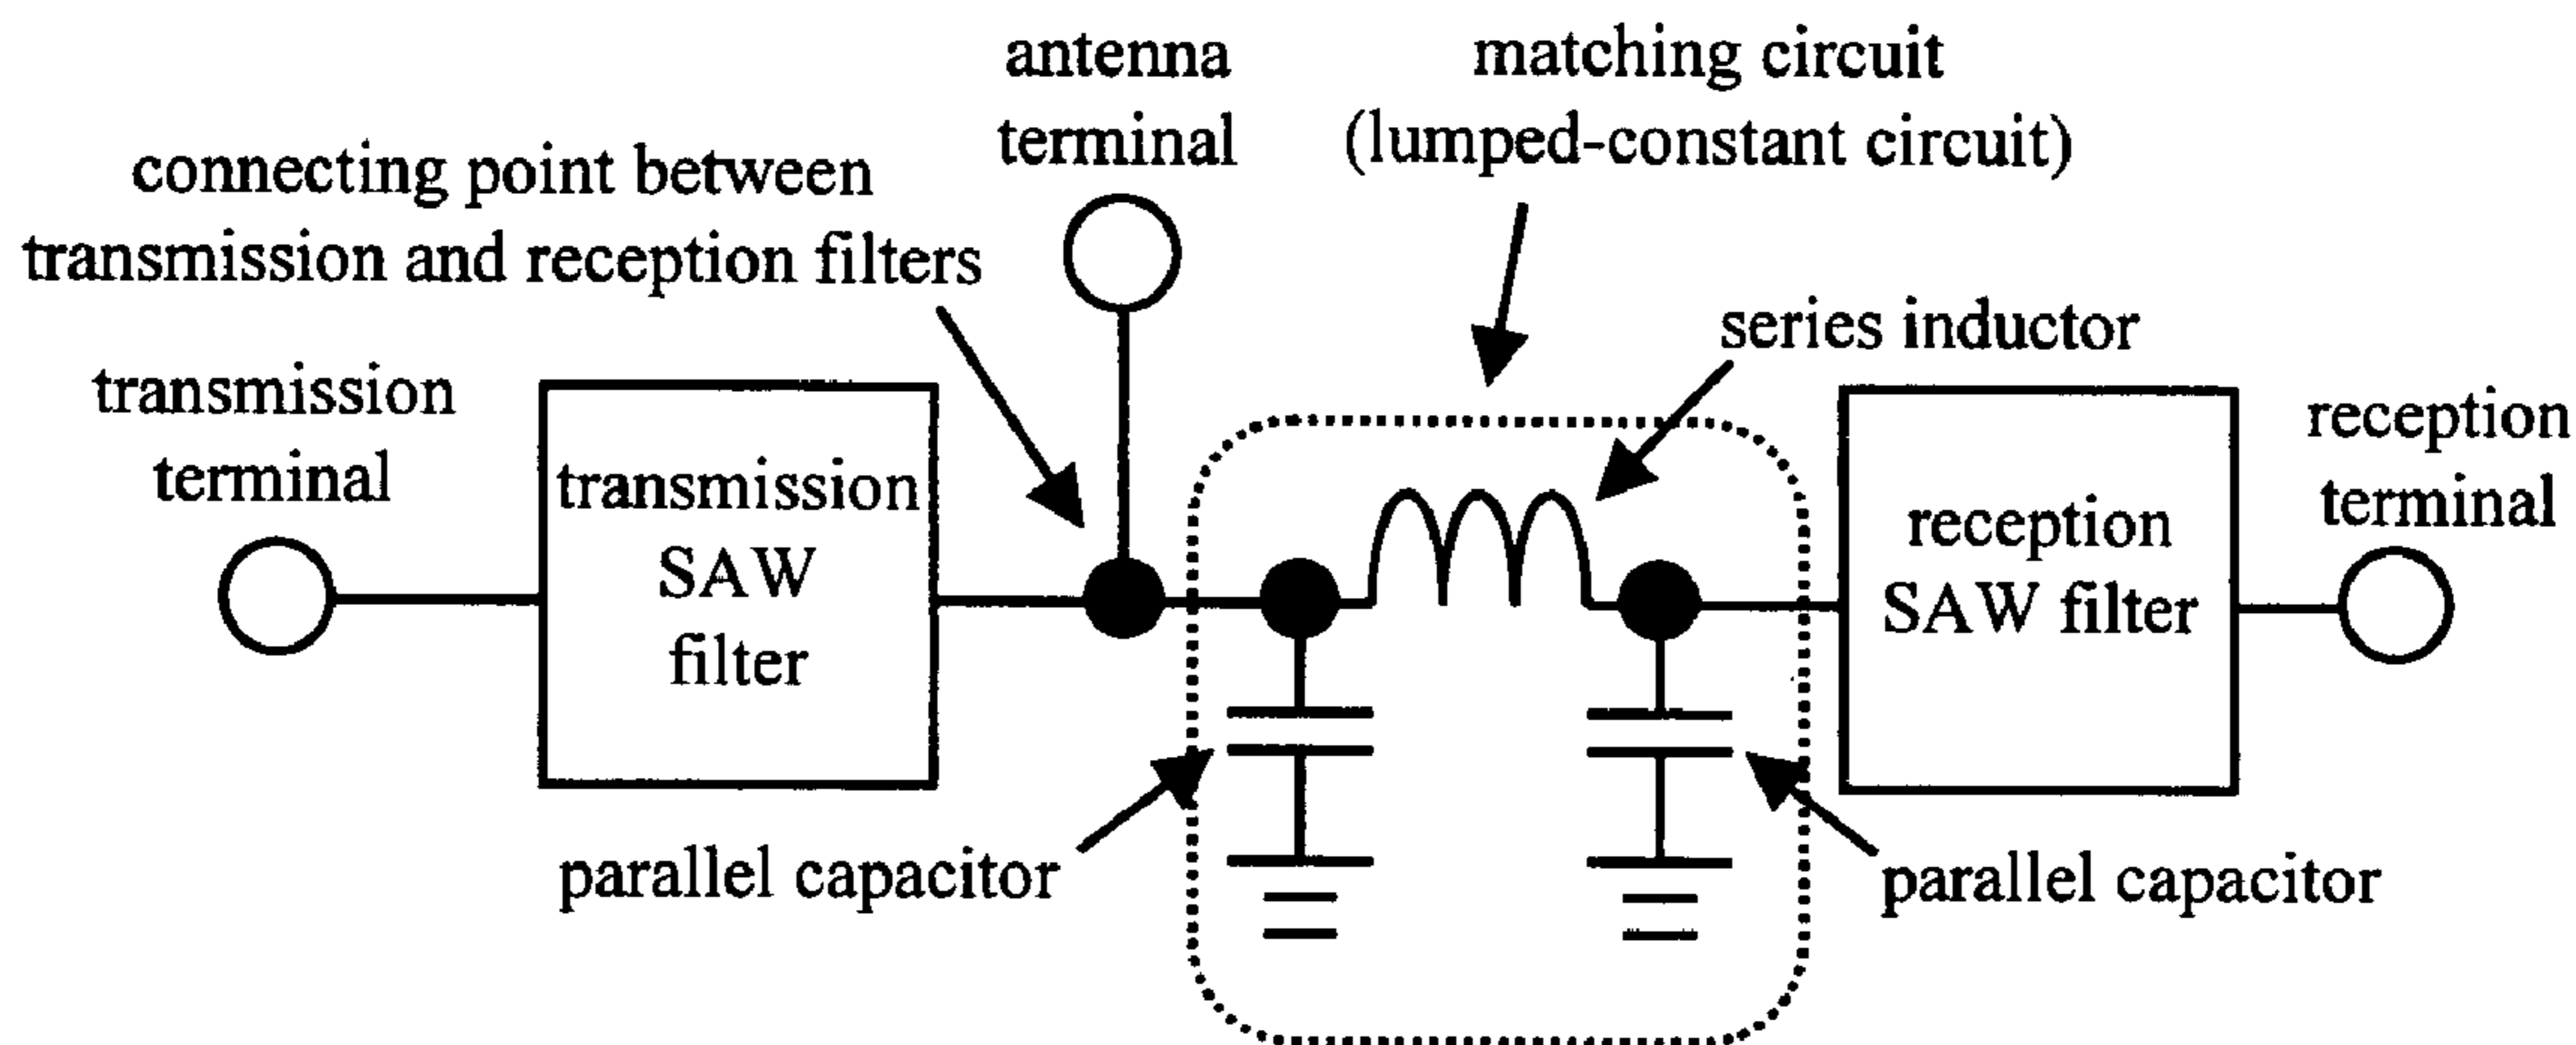 antenna
terminal
matching circuit
(lumped-constant circuit)
connecting point between
transmission and reception filters
series inductor
transmission
terminal
transmission
SAW
filter
reception
SAW filter
reception
terminal
parallel capacitor
parallel capacitor